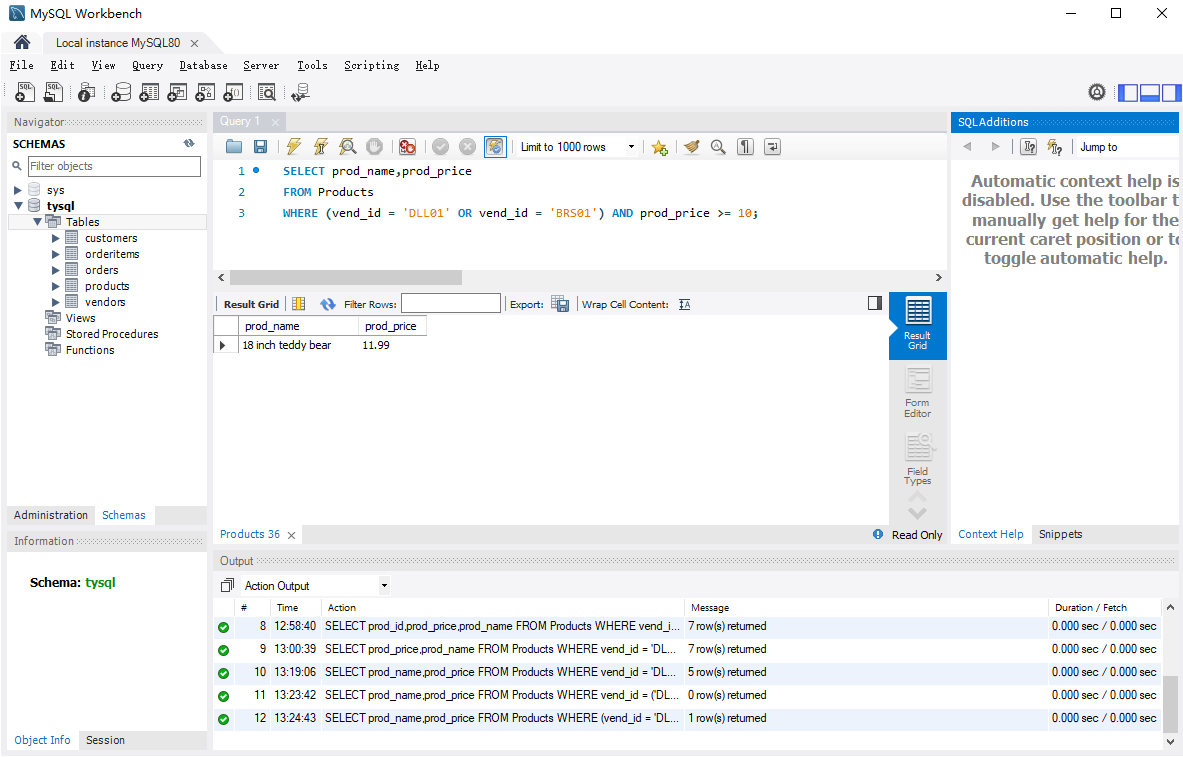 MySQL Workbench
Local instance MySQL80
File Edit View Query Database Server Tools Scripting Help
Navigator
SCHEMAS
Filter objects
sys
tysql
Tables
customers
orderitems
orders
products
vendors
Views
Stored Procedures
Functions
Administration Schemas
Information
Schema: tysql
Object Info Session
Query 1
Limit to 1000 rows
1 SELECT prod_name,prod_price
2 FROM Products
3 WHERE (vend_id = 'DLL01' OR vend_id = 'BRS01') AND prod_price >= 10;
Result Grid Filter Rows: Export: Wrap Cell Content:
prod_name prod_price
18 inch teddy bear 11.99
Result
Grid
Form
Editor
Field
Types
Products 36 Read Only
SQLAdditions
Jump to
Automatic context help is
disabled. Use the toolbar t
manually get help for the
current caret position or to
toggle automatic help.
Context Help Snippets
Output
Action Output
# Time Action Message Duration / Fetch
8 12:58:40 SELECT prod_id,prod_price,prod_name FROM Products WHERE vend_i... 7 row(s) returned 0.000 sec / 0.000 sec
9 13:00:39 SELECT prod_price,prod_name FROM Products WHERE vend_id = 'DL... 7 row(s) returned 0.000 sec / 0.000 sec
10 13:19:06 SELECT prod_name,prod_price FROM Products WHERE vend_id = 'DL... 5 row(s) returned 0.000 sec / 0.000 sec
11 13:23:42 SELECT prod_name,prod_price FROM Products WHERE vend_id = ('DL... 0 row(s) returned 0.000 sec / 0.000 sec
12 13:24:43 SELECT prod_name,prod_price FROM Products WHERE (vend_id = 'DL... 1 row(s) returned 0.000 sec / 0.000 sec